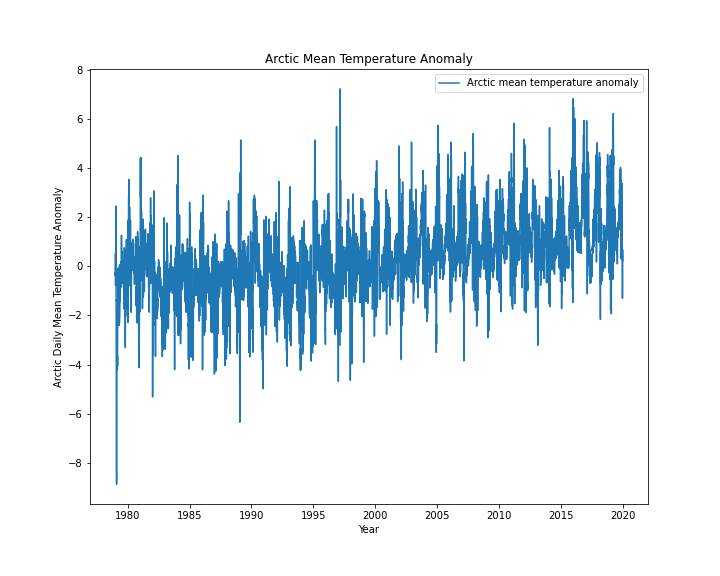 Arctic Mean Temperature Anomaly
Arctic mean temperature anomaly
Arctic Daily Mean Temperature Anomaly
8
6
4
2
0
−2
−4
−6
−8
1980 1985 1990 1995 2000 2005 2010 2015 2020
Year